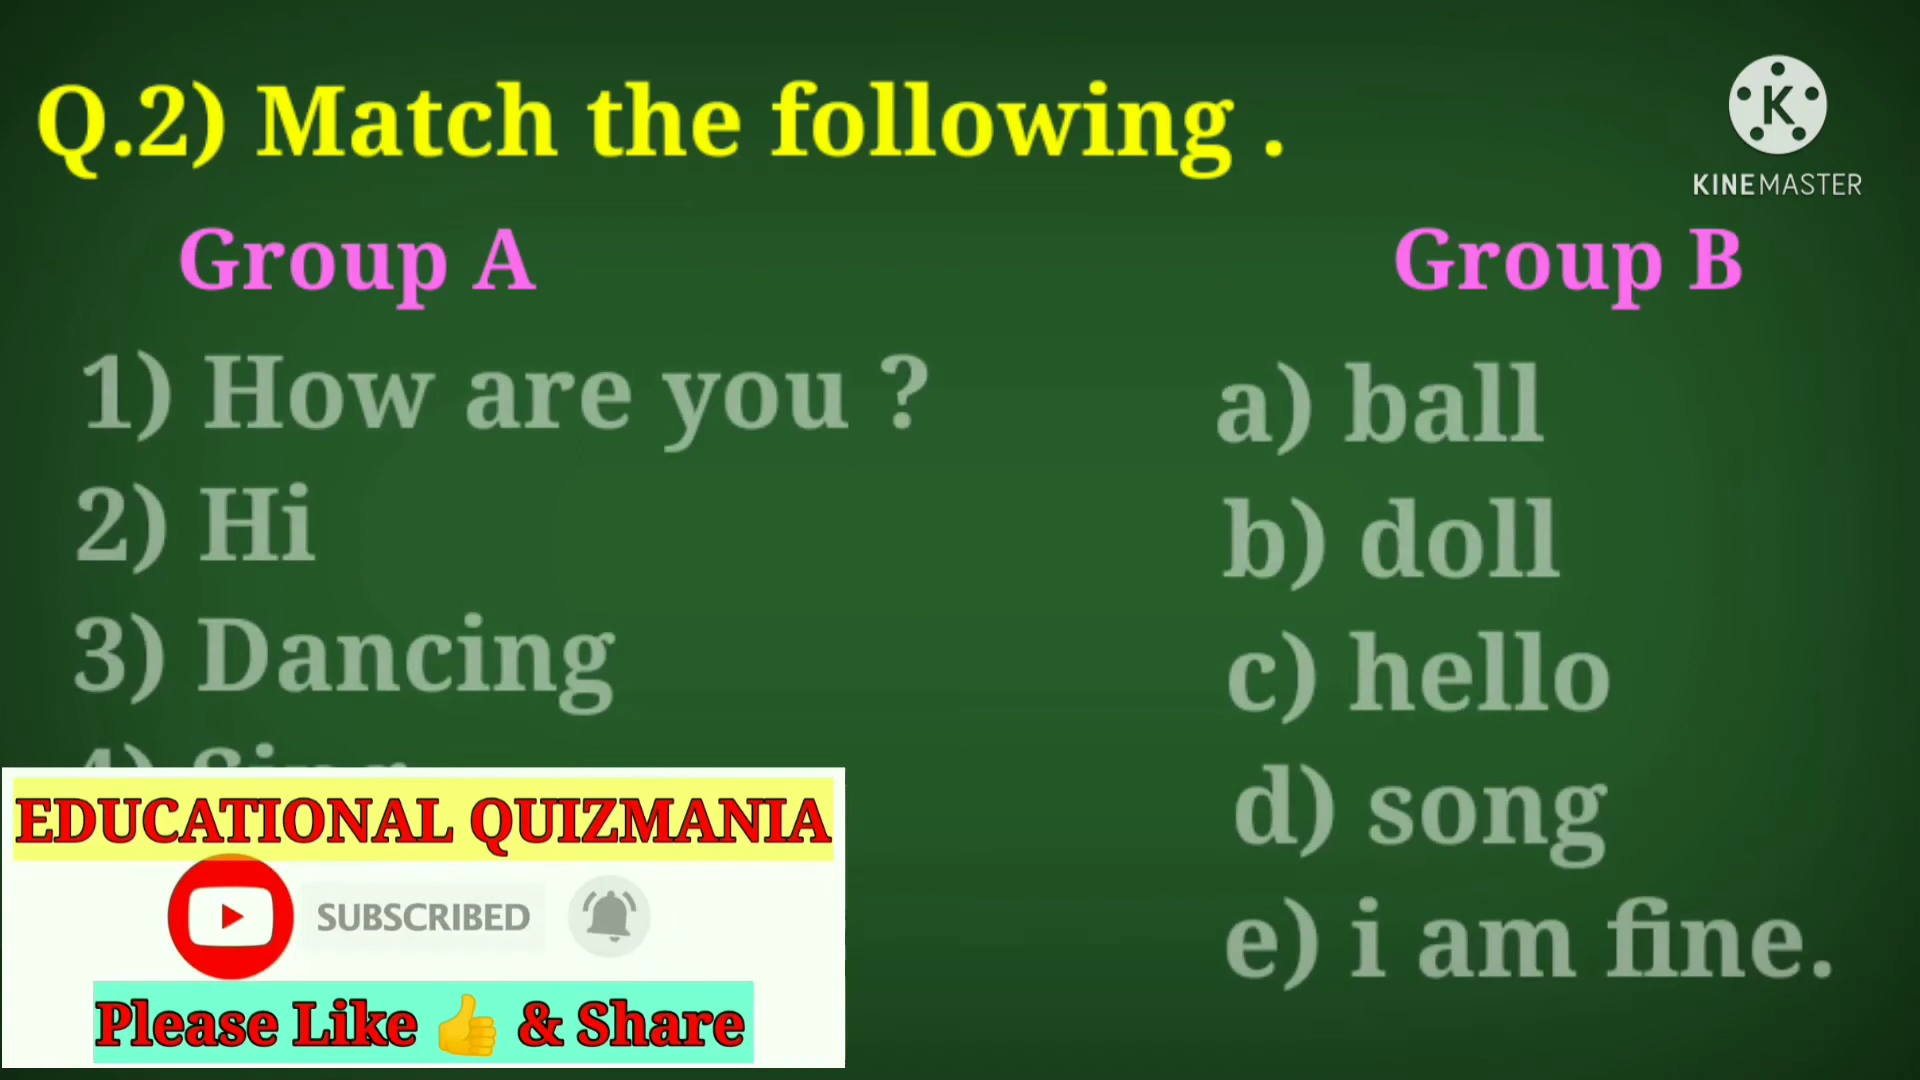 Q.2) Match the following .
KINEMASTER
Group A
Group B
1) How are you ?
2) Hi
3) Dancing
a) ball
b) doll
c) hello
d) song
e) i am fine.
EDUCATIONAL QUIZMANIA
SUBSCRIBED
Please Like 👍 & Share